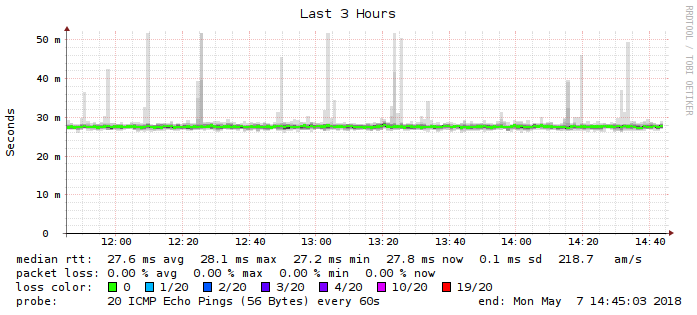 Last 3 Hours
RRDTOOL / TOBI OETIKER
Seconds
50 m
40 m
30 m
20 m
10 m
0
12:00 12:20 12:40 13:00 13:20 13:40 14:00 14:20 14:40
median rtt: 27.6 ms avg 28.1 ms max 27.2 ms min 27.8 ms now 0.1 ms sd 218.7 am/s
packet loss: 0.00 % avg 0.00 % max 0.00 % min 0.00 % now
loss color: 0 1/20 2/20 3/20 4/20 10/20 19/20
probe: 20 ICMP Echo Pings (56 Bytes) every 60s end: Mon May 7 14:45:03 2018